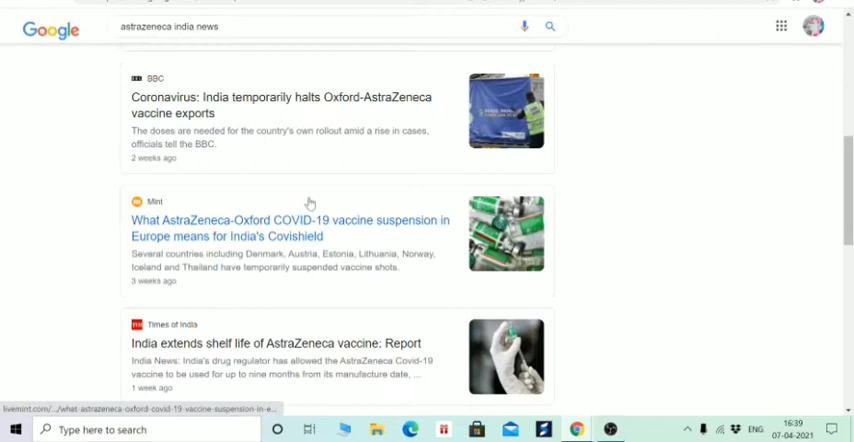 Google
astrazeneca india news
BBC
BBC
Coronavirus: India temporarily halts Oxford-AstraZeneca
vaccine exports
The doses are needed for the country's own rollout amid a rise in cases,
officials tell the BBC.
2 weeks ago
m
Mint
What AstraZeneca-Oxford COVID-19 vaccine suspension in
Europe means for India's Covishield
Several countries including Denmark, Austria, Estonia, Lithuania, Norway,
Iceland and Thailand have temporarily suspended vaccine shots.
3 weeks ago
Times of India
India extends shelf life of AstraZeneca vaccine: Report
India News: India's drug regulator has allowed the AstraZeneca Covid-19
vaccine to be used for up to nine months from its manufacture date, ...
1 week ago
livemint.com/.../what-astrazeneca-oxford-covid-19-vaccine-suspension-in-e...
Type here to search
ENG
16:39
07-04-2021